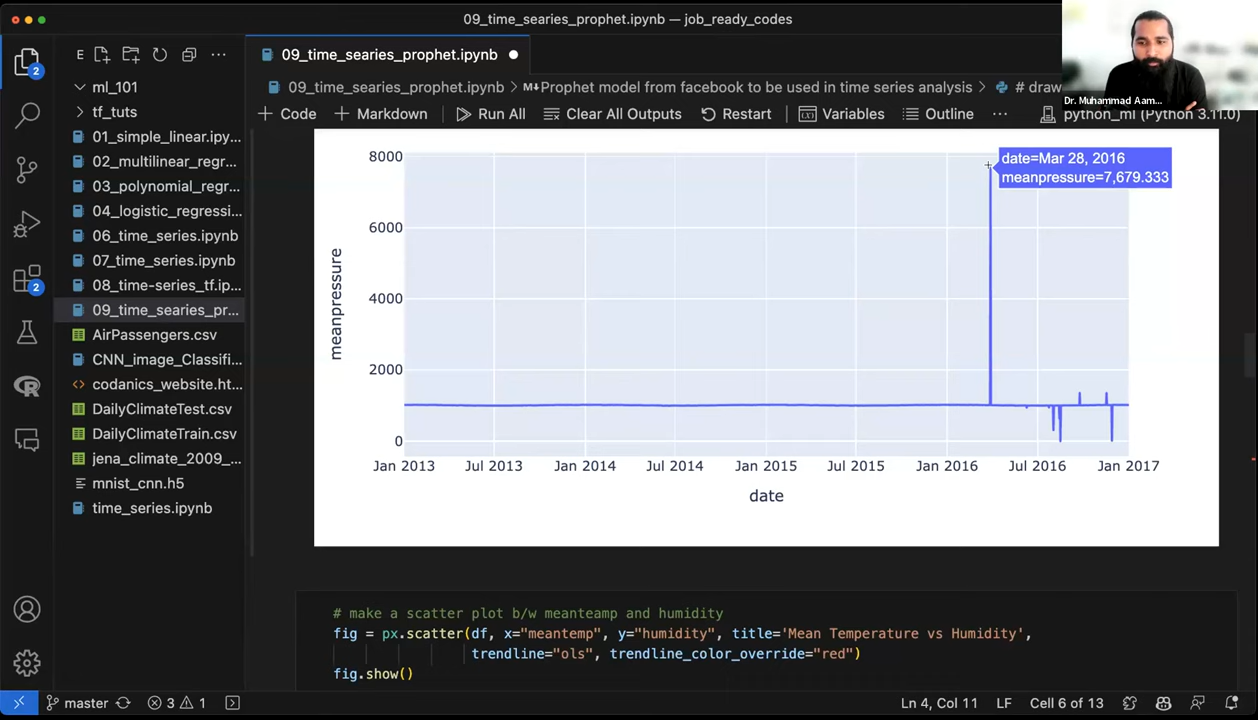 09_time_searies_prophet.ipynb — job_ready_codes
E
09_time_searies_prophet.ipynb
Dr. Muhammad Aam...
2
ml_101
09_time_searies_prophet.ipynb > M↓Prophet model from facebook to be used in time series analysis > # draw
tf_tuts
+ Code + Markdown Run All Clear All Outputs Restart Variables Outline ... python_ml (Python 3.11.0)
01_simple_linear.ipy...
02_multilinear_regr...
03_polynomial_regr...
04_logistic_regressi...
06_time_series.ipynb
07_time_series.ipynb
08_time-series_tf.ip...
2
09_time_searies_pr...
AirPassengers.csv
CNN_image_Classifi...
codanics_website.ht...
DailyClimateTest.csv
DailyClimateTrain.csv
jena_climate_2009_...
mnist_cnn.h5
time_series.ipynb
date=Mar 28, 2016
meanpressure=7,679.333
8000
6000
4000
2000
0
meanpressure
Jan 2013 Jul 2013 Jan 2014 Jul 2014 Jan 2015 Jul 2015 Jan 2016 Jul 2016 Jan 2017
date
# make a scatter plot b/w meanteamp and humidity
fig = px.scatter(df, x="meantemp", y="humidity", title='Mean Temperature vs Humidity',
trendline="ols", trendline_color_override="red")
fig.show()
master 3 1 Ln 4, Col 11 LF Cell 6 of 13